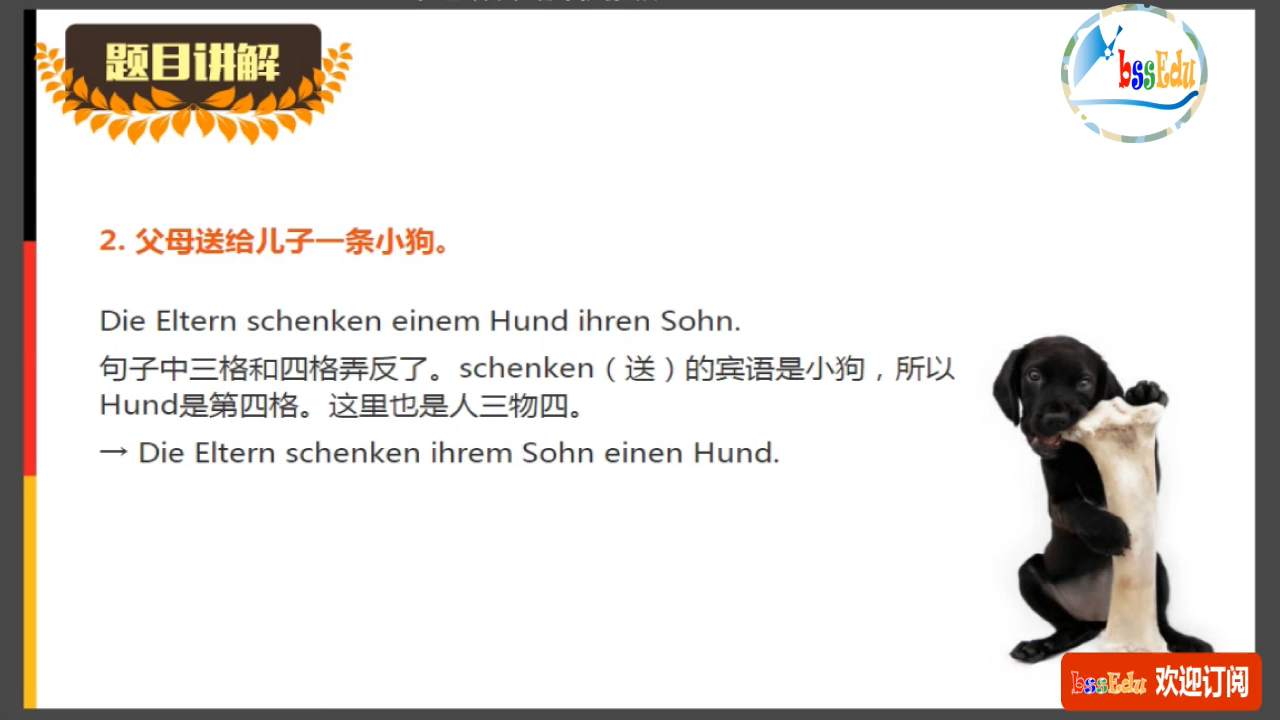 题目讲解
bssEdu
2. 父母送给儿子一条小狗。
Die Eltern schenken einem Hund ihren Sohn.
句子中三格和四格弄反了。schenken（送）的宾语是小狗，所以
Hund是第四格。这里也是人三物四。
→ Die Eltern schenken ihrem Sohn einen Hund.
bssEdu 欢迎订阅